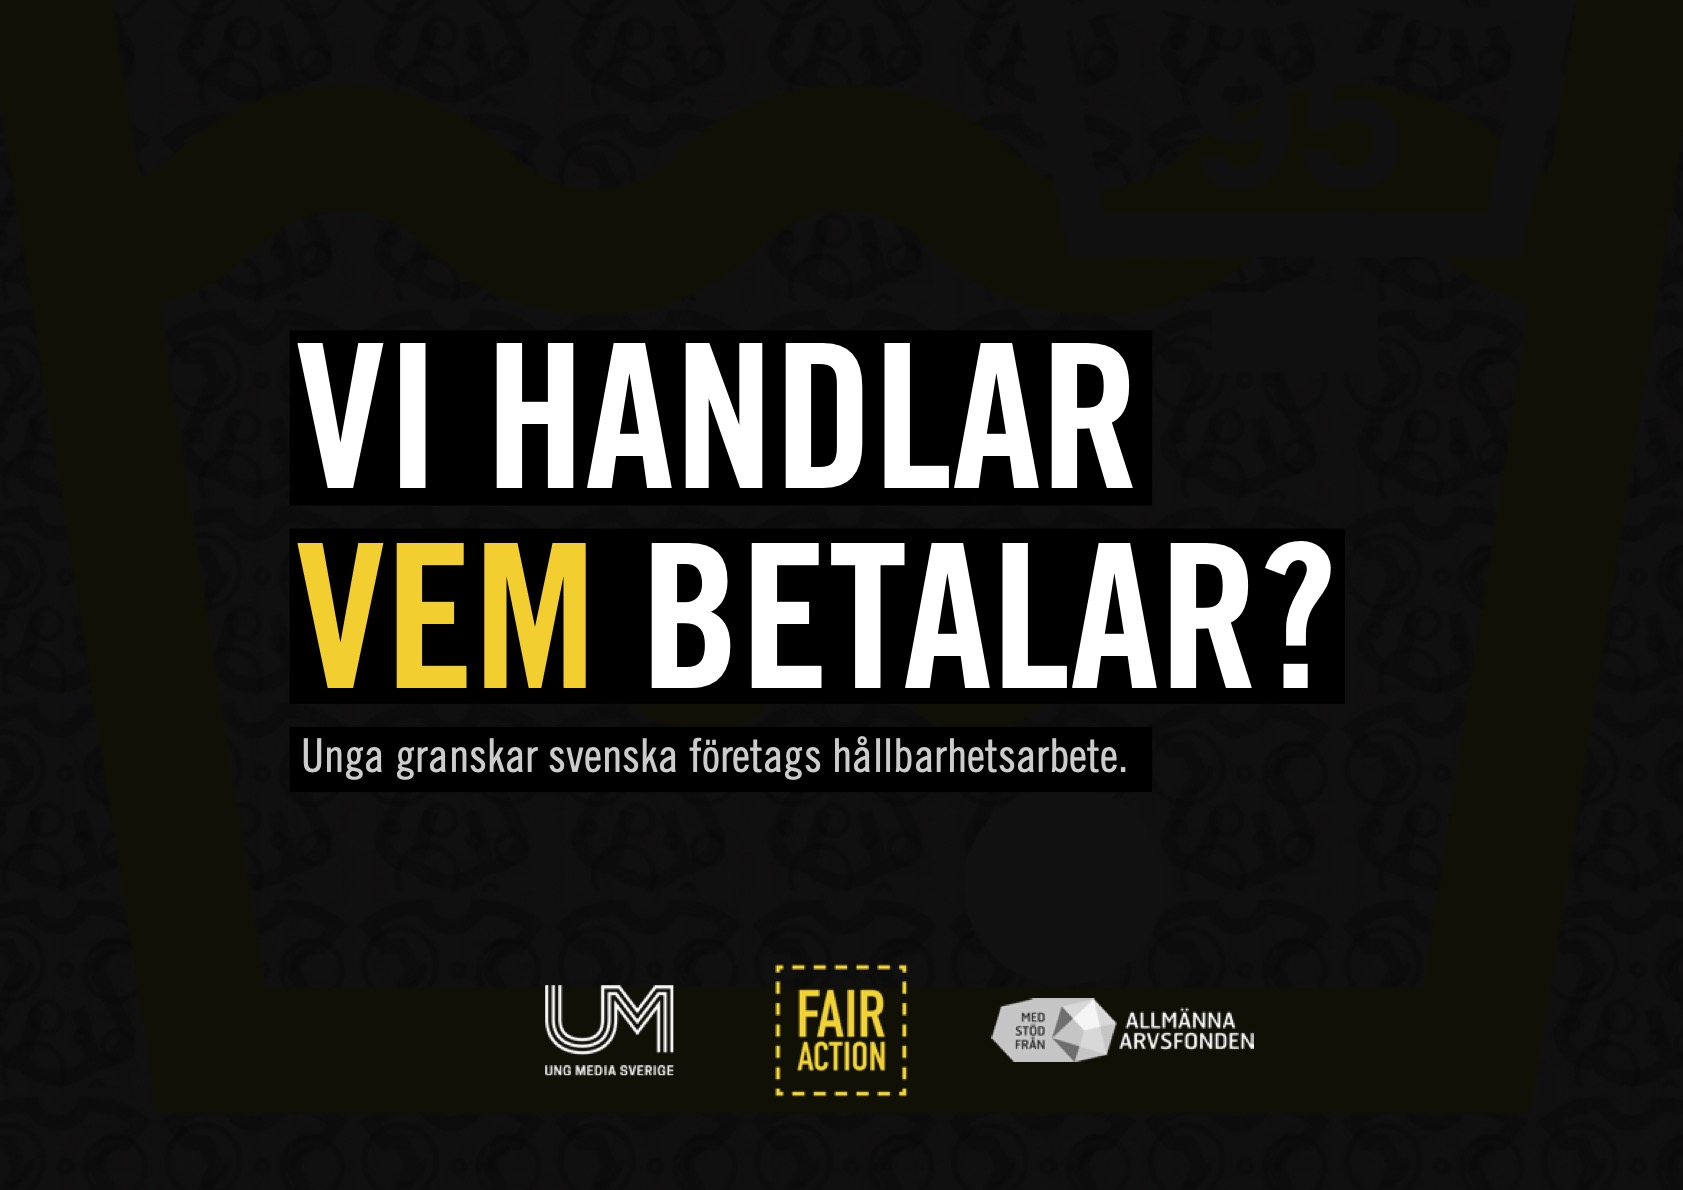 95
VI HANDLAR
VEM BETALAR?
Unga granskar svenska företags hållbarhetsarbete.
UM
UNG MEDIA SVERIGE
FAIR
ACTION
MED
STÖD
FRÅN
ALLMÄNNA
ARVSFONDEN